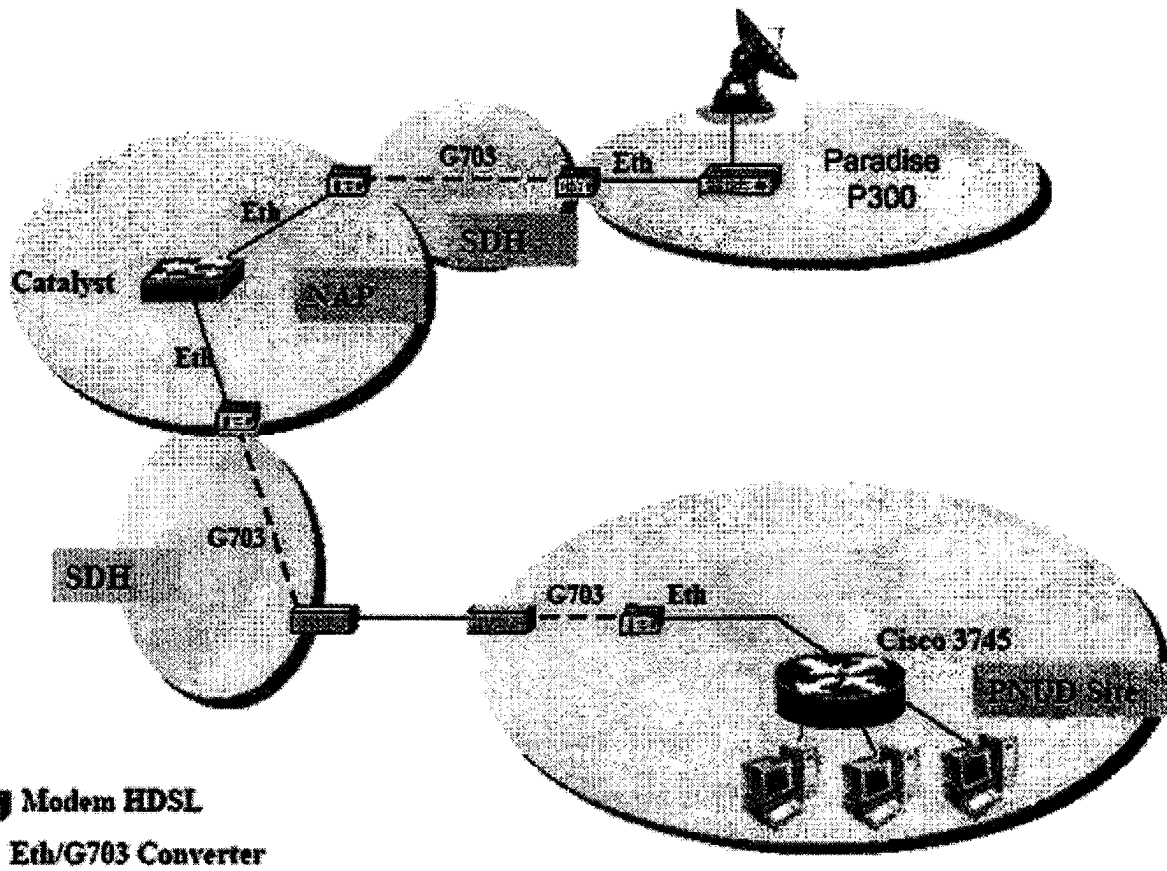 G703
Eth
Paradise
P300
Eth
SDH
Catalyst
NAP
Eth
G703
SDH
G703
Eth
Cisco 3745
PNUD Site
Modem HDSL
Eth/G703 Converter